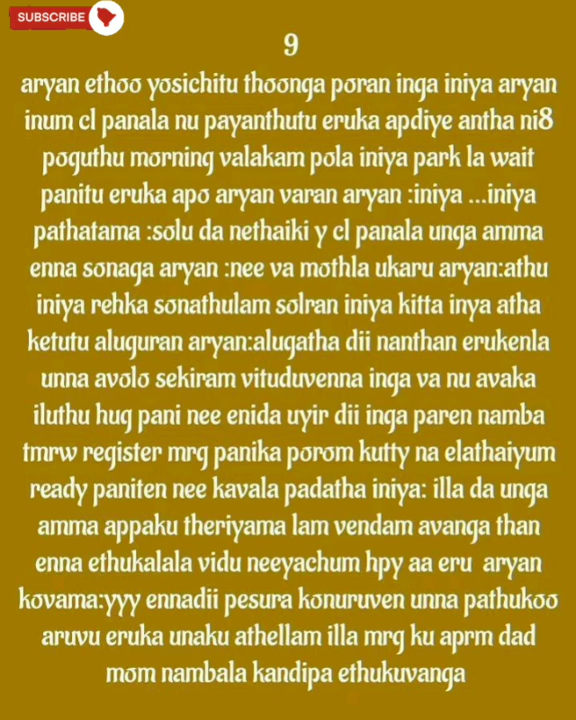 SUBSCRIBE
9
aryan ethoo yosichitu thoonga poran inga iniya aryan
inum cl panala nu payanthutu eruka apdiye antha ni8
poguthu morning valakam pola iniya park la wait
panitu eruka apo aryan varan aryan :iniya ...iniya
pathatama :solu da nethaiki y cl panala unga amma
enna sonaga aryan :nee va mothla ukaru aryan:athu
iniya rehka sonathulam solran iniya kitta inya atha
ketutu aluguran aryan:alugatha dii nanthan erukenla
unna avolo sekiram vituduvenna inga va nu avaka
iluthu hug pani nee enida uyir dii inga paren namba
tmrw register mrg panika porom kutty na elathaiyum
ready paniten nee kavala padatha iniya: illa da unga
amma appaku theriyama lam vendam avanga than
enna ethukalala vidu neeyachum hpy aa eru aryan
kovama:yyy ennadii pesura konuruven unna pathukoo
aruvu eruka unaku athellam illa mrg ku aprm dad
mom nambala kandipa ethukuvanga